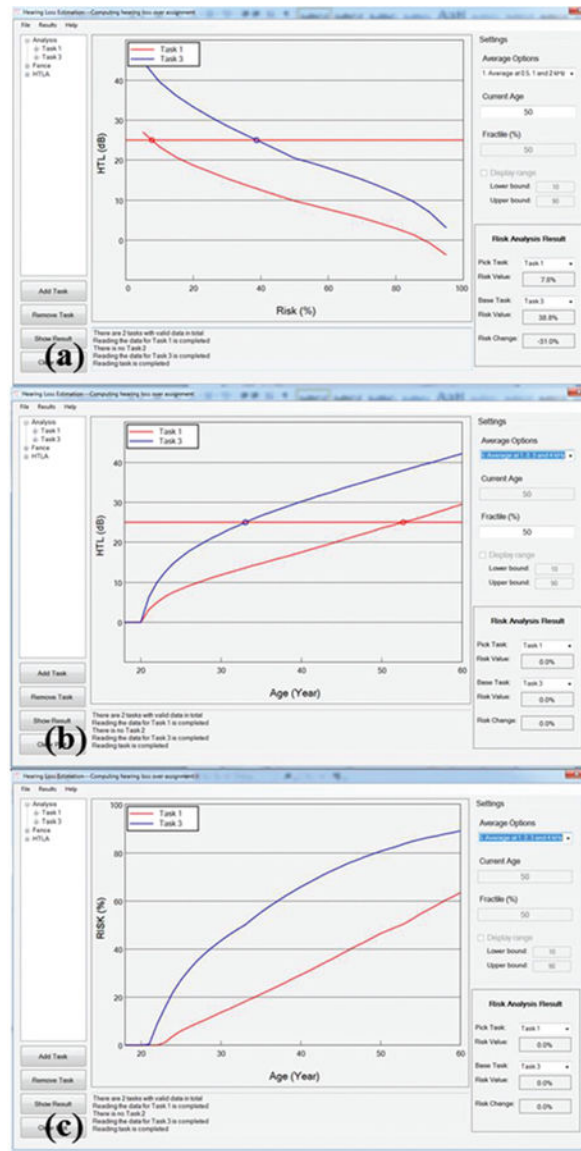 Hearing Loss Estimation---Computing hearing loss over assignment
File Results Help
Analysis
Task 1
Task 3
Fence
HTLA
Add Task
Remove Task
Show Result
(a)
Task 1
Task 3
HTL (dB)
40
30
20
10
0
0 20 40 60 80 100
Risk (%)
There are 2 tasks with valid data in total
Reading the data for Task 1 is completed
There is no Task 2
Reading the data for Task 3 is completed
Reading task is completed
Settings
Average Options
1. Average at 0.5, 1 and 2 kHz
Current Age
50
Fractile (%)
50
Display range
Lower bound: 10
Upper bound: 90
Risk Analysis Result
Pick Task: Task 1
Risk Value: 7.8%
Base Task: Task 3
Risk Value: 38.8%
Risk Change: -31.0%
Hearing Loss Estimation---Computing hearing loss over assignment
File Results Help
Analysis
Task 1
Task 3
Fence
HTLA
Add Task
Remove Task
Show Result
(b)
Task 1
Task 3
HTL (dB)
40
30
20
10
0
20 30 40 50 60
Age (Year)
There are 2 tasks with valid data in total
Reading the data for Task 1 is completed
There is no Task 2
Reading the data for Task 3 is completed
Reading task is completed
Settings
Average Options
Average at 1, 2, 3 and 4 kHz
Current Age
50
Fractile (%)
50
Display range
Lower bound: 10
Upper bound: 90
Risk Analysis Result
Pick Task: Task 1
Risk Value: 0.0%
Base Task: Task 3
Risk Value: 0.0%
Risk Change: 0.0%
Hearing Loss Estimation---Computing hearing loss over assignment
File Results Help
Analysis
Task 1
Task 3
Fence
HTLA
Add Task
Remove Task
Show Result
(c)
Task 1
Task 3
RISK (%)
100
80
60
40
20
0
20 30 40 50 60
Age (Year)
There are 2 tasks with valid data in total
Reading the data for Task 1 is completed
There is no Task 2
Reading the data for Task 3 is completed
Reading task is completed
Settings
Average Options
Average at 1, 2, 3 and 4 kHz
Current Age
50
Fractile (%)
50
Display range
Lower bound: 10
Upper bound: 90
Risk Analysis Result
Pick Task: Task 1
Risk Value: 0.0%
Base Task: Task 3
Risk Value: 0.0%
Risk Change: 0.0%